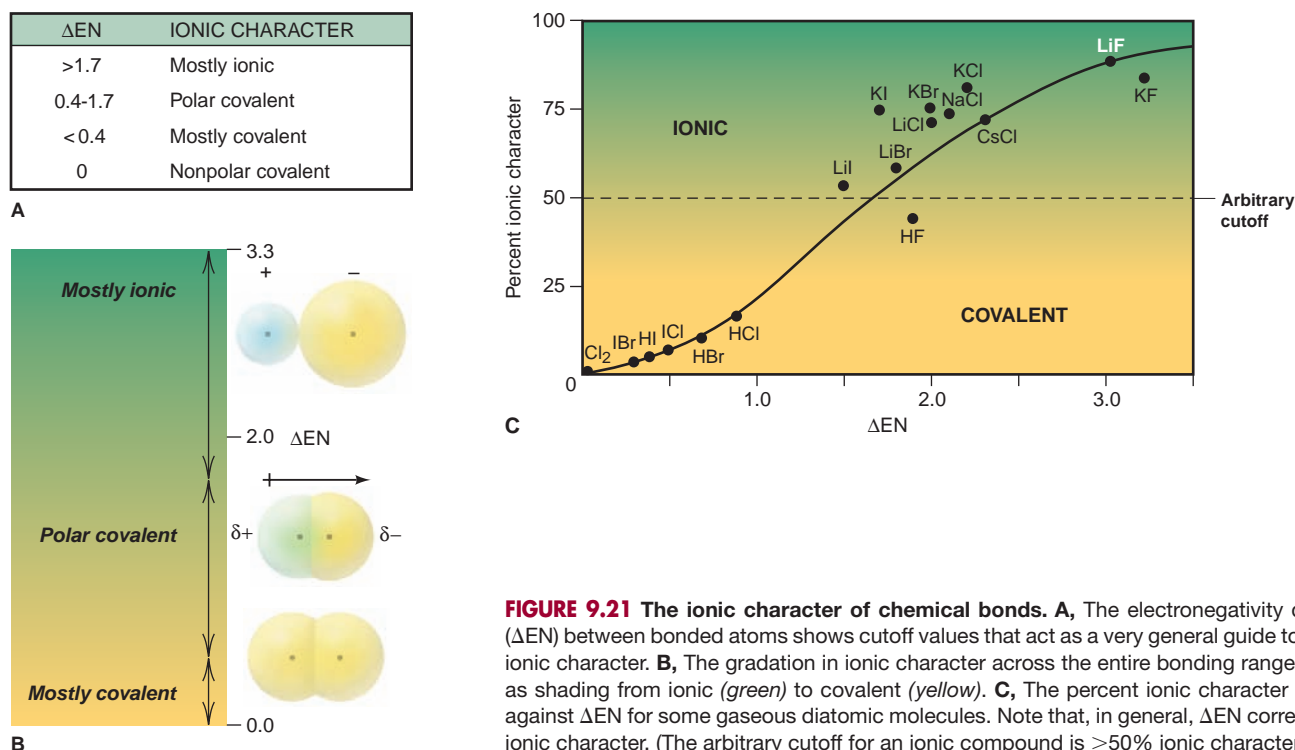 ΔEN IONIC CHARACTER
>1.7 Mostly ionic
0.4-1.7 Polar covalent
<0.4 Mostly covalent
0 Nonpolar covalent
A
3.3
+ –
Mostly ionic
2.0 ΔEN
Polar covalent
δ+ δ–
Mostly covalent
0.0
B
Percent ionic character
100
75
50
25
0
IONIC
COVALENT
LiF
KF
KCl
KBr
NaCl
KI
LiCl
CsCl
LiBr
LiI
HF
Arbitrary
cutoff
Cl2
IBr
HI
ICl
HBr
HCl
1.0 2.0 3.0
ΔEN
C
FIGURE 9.21 The ionic character of chemical bonds. A, The electronegativity
(ΔEN) between bonded atoms shows cutoff values that act as a very general guide to
ionic character. B, The gradation in ionic character across the entire bonding range
as shading from ionic (green) to covalent (yellow). C, The percent ionic character
against ΔEN for some gaseous diatomic molecules. Note that, in general, ΔEN
ionic character. (The arbitrary cutoff for an ionic compound is >50% ionic character